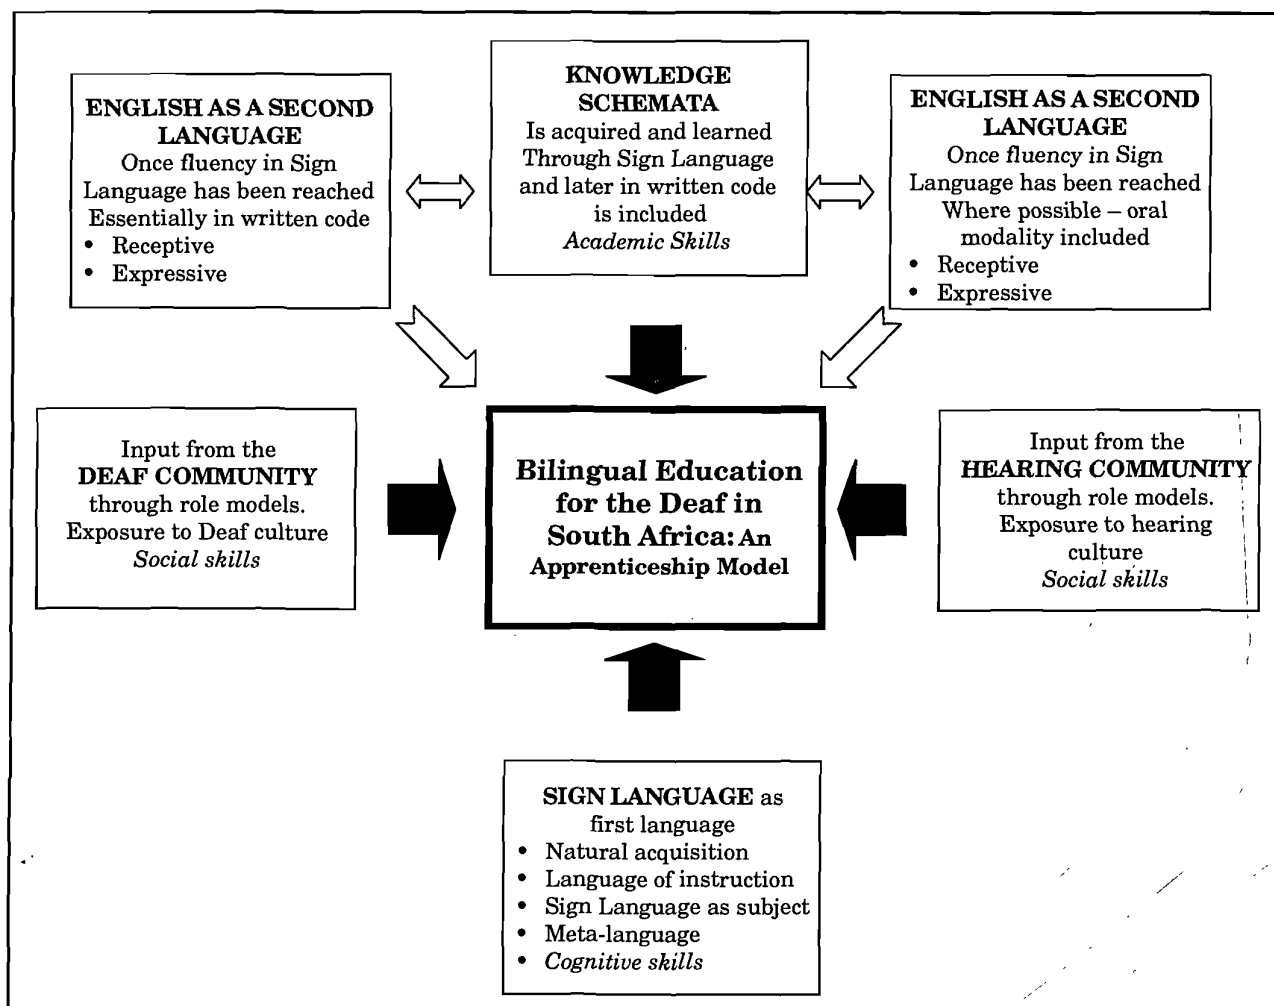 ENGLISH AS A SECOND
LANGUAGE
Once fluency in Sign
Language has been reached
Essentially in written code
• Receptive
• Expressive
KNOWLEDGE
SCHEMATA
Is acquired and learned
Through Sign Language
and later in written code
is included
Academic Skills
ENGLISH AS A SECOND
LANGUAGE
Once fluency in Sign
Language has been reached
Where possible – oral
modality included
• Receptive
• Expressive
Input from the
DEAF COMMUNITY
through role models.
Exposure to Deaf culture
Social skills
Bilingual Education
for the Deaf in
South Africa: An
Apprenticeship Model
Input from the
HEARING COMMUNITY
through role models.
Exposure to hearing
culture
Social skills
SIGN LANGUAGE as
first language
• Natural acquisition
• Language of instruction
• Sign Language as subject
• Meta-language
• Cognitive skills